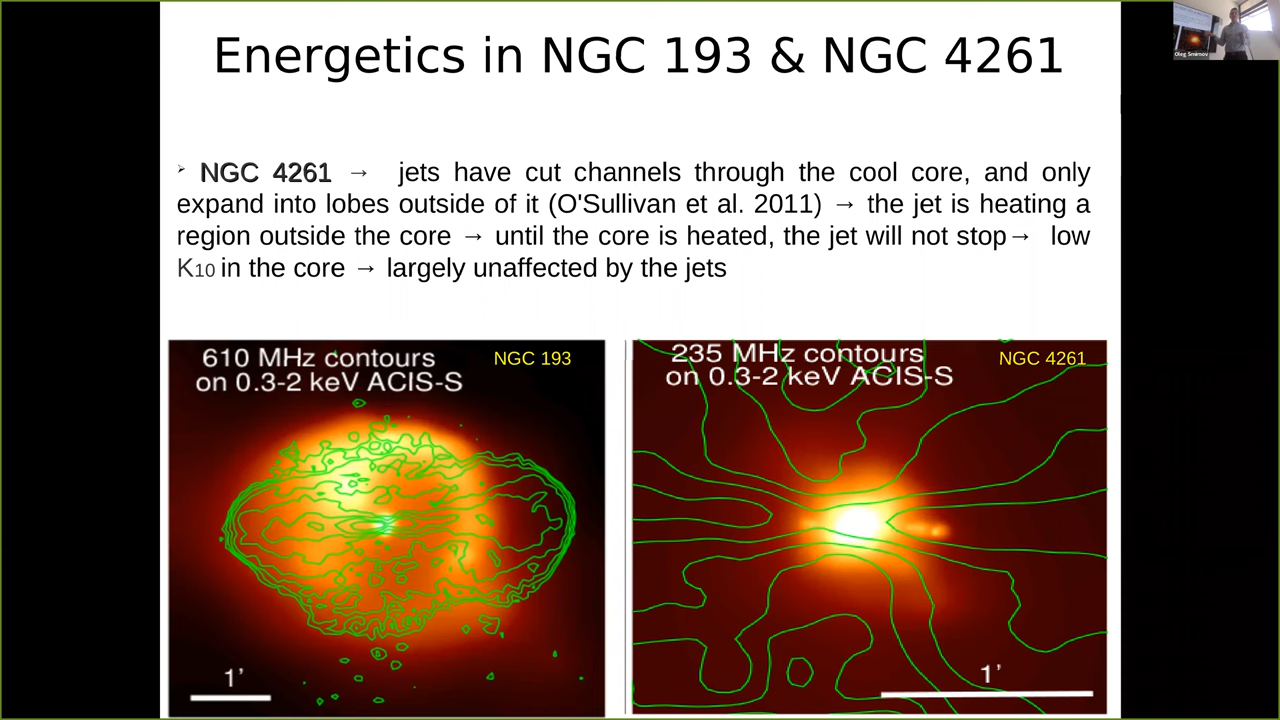 Energetics in NGC 193 & NGC 4261
Oleg Smirnov
➢ NGC 4261 → jets have cut channels through the cool core, and only
expand into lobes outside of it (O'Sullivan et al. 2011) → the jet is heating a
region outside the core → until the core is heated, the jet will not stop→ low
K10 in the core → largely unaffected by the jets
610 MHz contours
on 0.3-2 keV ACIS-S
NGC 193
1'
235 MHz contours
on 0.3-2 keV ACIS-S
NGC 4261
1'